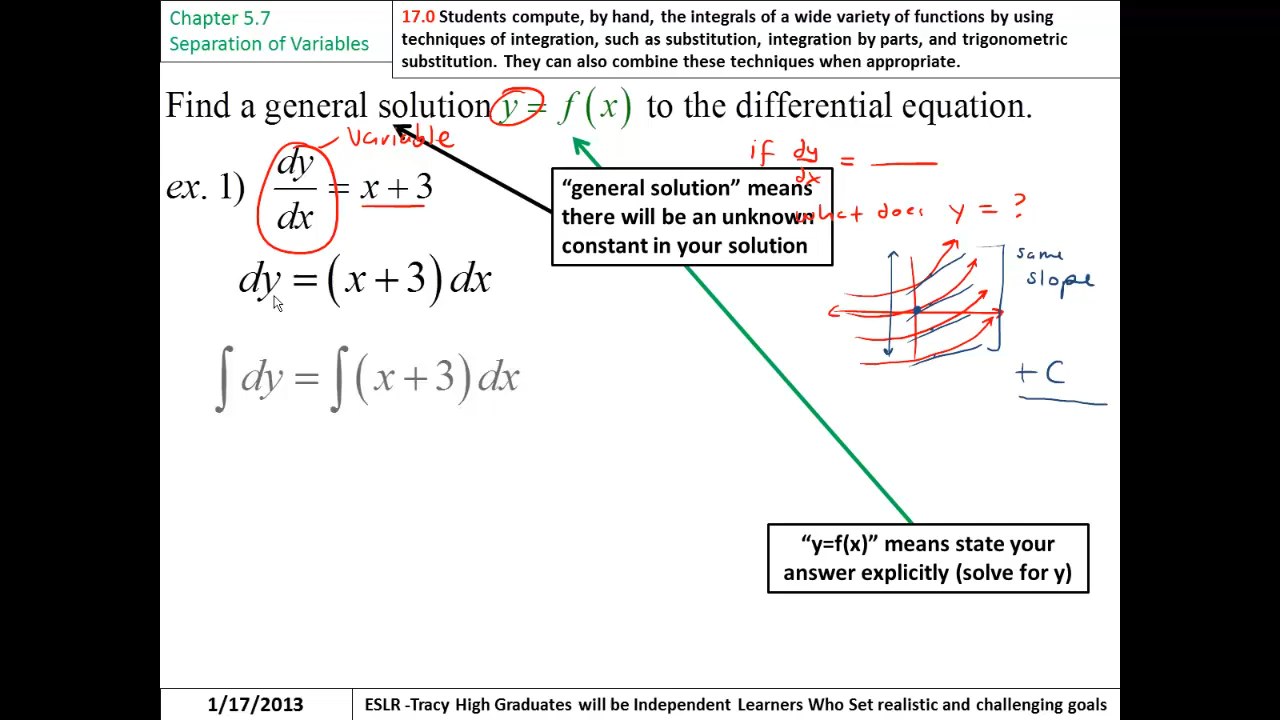 Chapter 5.7
Separation of Variables
17.0 Students compute, by hand, the integrals of a wide variety of functions by using
techniques of integration, such as substitution, integration by parts, and trigonometric
substitution. They can also combine these techniques when appropriate.
Find a general solution y = f(x) to the differential equation.
variable
ex. 1) dy/dx = x + 3
if dy/dx = ____
"general solution" means
there will be an unknown
constant in your solution
what does y = ?
dy = (x + 3) dx
same
slope
∫ dy = ∫ (x + 3) dx
+ C
"y=f(x)" means state your
answer explicitly (solve for y)
1/17/2013
ESLR -Tracy High Graduates will be Independent Learners Who Set realistic and challenging goals